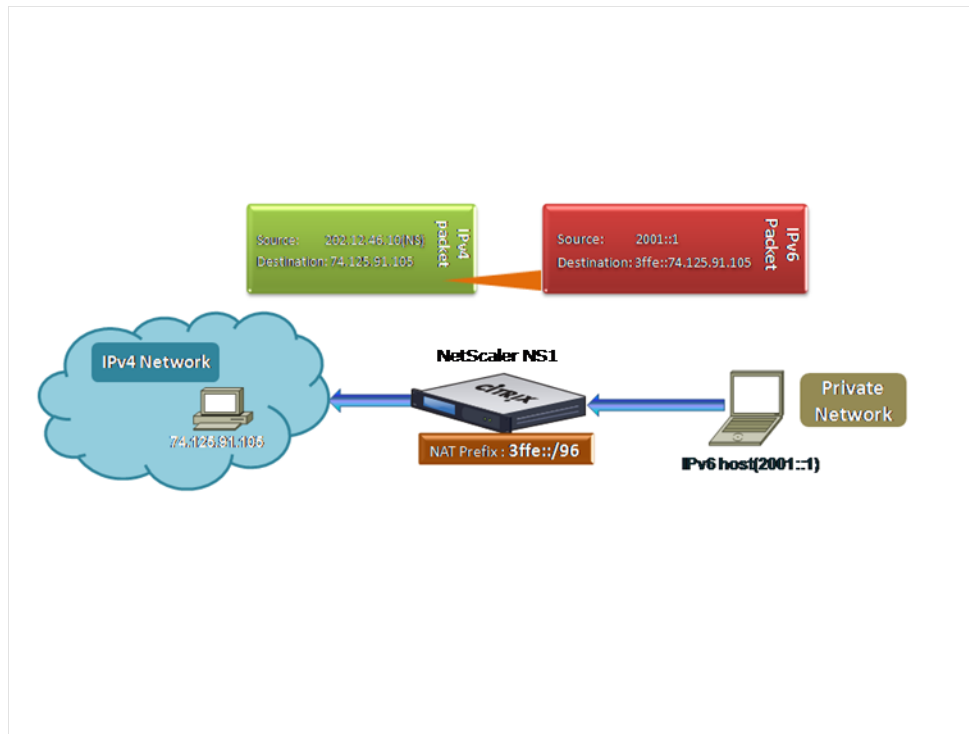 Source: 202.12.46.10(NS)
Destination: 74.125.91.105
IPv4
packet
Source: 2001::1
Destination: 3ffe::74.125.91.105
IPv6
Packet
IPv4 Network
74.125.91.105
NetScaler NS1
CITRIX
NAT Prefix : 3ffe::/96
Private
Network
IPv6 host(2001::1)